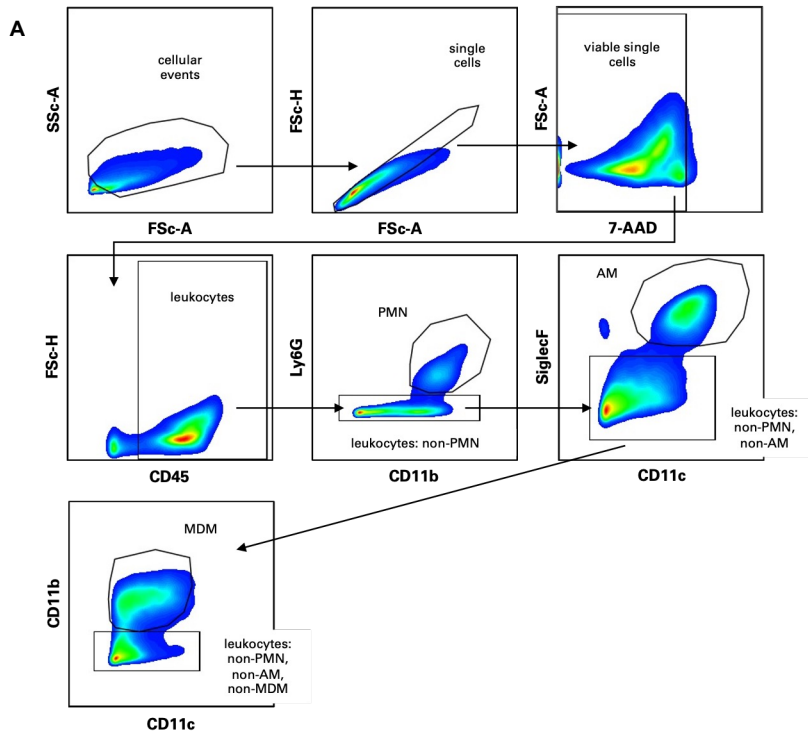 A
SSc-A
cellular
events
FSc-A
FSc-H
single
cells
FSc-A
FSc-A
viable single
cells
7-AAD
FSc-H
leukocytes
CD45
Ly6G
PMN
leukocytes: non-PMN
CD11b
SiglecF
AM
leukocytes:
non-PMN,
non-AM
CD11c
CD11b
MDM
leukocytes:
non-PMN,
non-AM,
non-MDM
CD11c